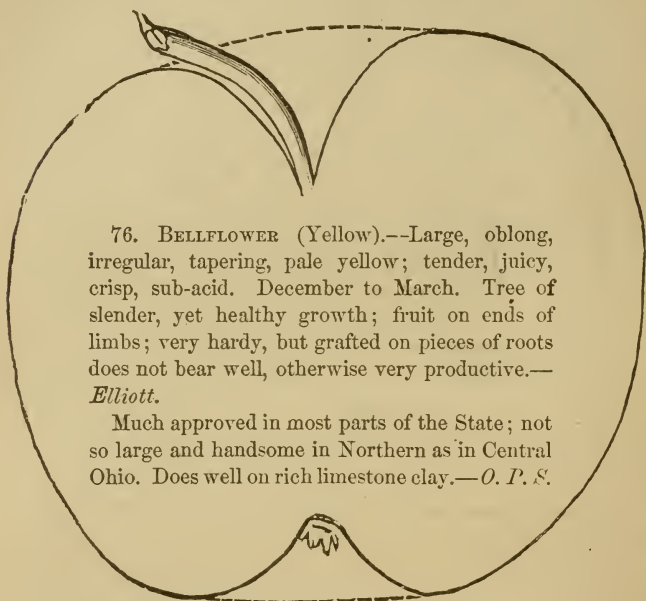 76. BELLFLOWER (Yellow).--Large, oblong,
irregular, tapering, pale yellow; tender, juicy,
crisp, sub-acid. December to March. Tree of
slender, yet healthy growth; fruit on ends of
limbs; very hardy, but grafted on pieces of roots
does not bear well, otherwise very productive.—
Elliott.
Much approved in most parts of the State; not
so large and handsome in Northern as in Central
Ohio. Does well on rich limestone clay.—O. P. S.